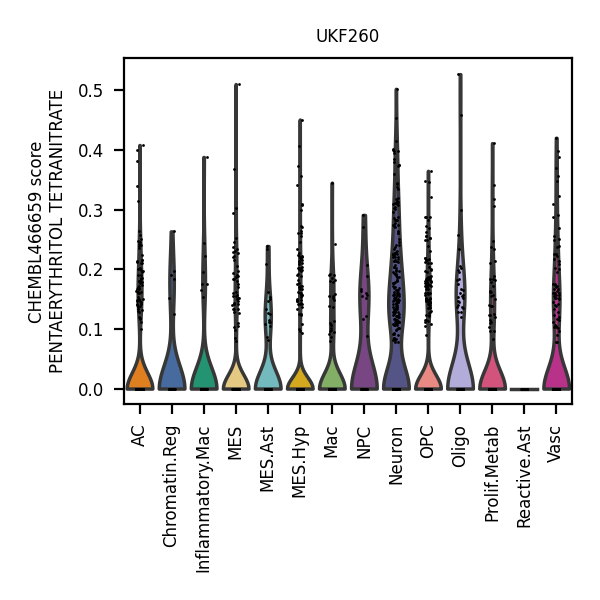 UKF260
CHEMBL466659 score
PENTAERYTHRITOL TETRANITRATE
0.5
0.4
0.3
0.2
0.1
0.0
AC
Chromatin.Reg
Inflammatory.Mac
MES
MES.Ast
MES.Hyp
Mac
NPC
Neuron
OPC
Oligo
Prolif.Metab
Reactive.Ast
Vasc